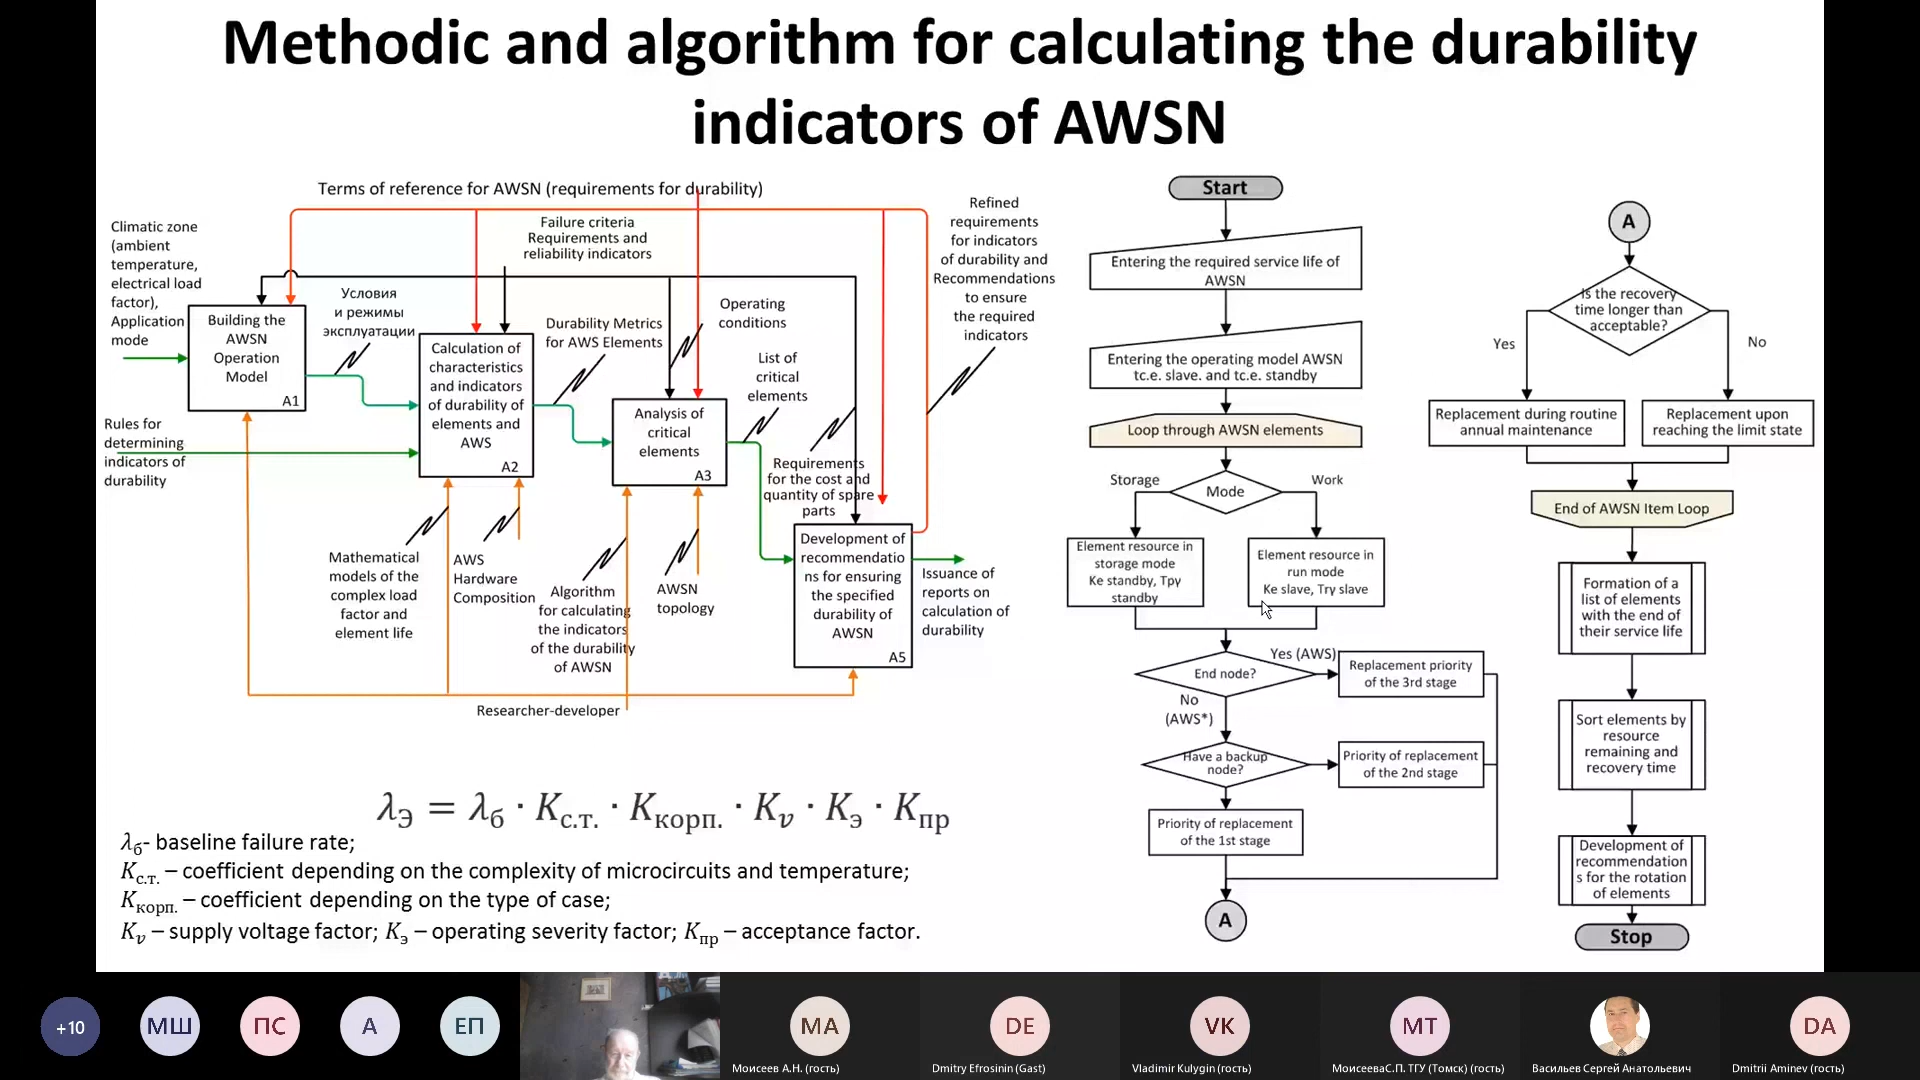 Methodic and algorithm for calculating the durability
indicators of AWSN
Terms of reference for AWSN (requirements for durability)
Climatic zone
(ambient
temperature,
electrical load
factor),
Application
mode
Rules for
determining
indicators of
durability
Building the
AWSN
Operation
Model
A1
Условия
и режимы
эксплуатации
Failure criteria
Requirements and
reliability indicators
Calculation of
characteristics
and indicators
of durability of
elements and
AWS
A2
Durability Metrics
for AWS Elements
Operating
conditions
Analysis of
critical
elements
A3
List of
critical
elements
Requirements
for the cost and
quantity of spare
parts
Refined
requirements
for indicators
of durability and
Recommendations
to ensure
the required
indicators
Development of
recommendatio
ns for ensuring
the specified
durability of
AWSN
A5
Issuance of
reports on
calculation of
durability
Mathematical
models of the
complex load
factor and
element life
AWS
Hardware
Composition
Algorithm
for calculating
the indicators
of the durability
of AWSN
AWSN
topology
Researcher-developer
λЭ = λб · Kс.т. · Kкорп. · Kv · Kэ · Kпр
λб- baseline failure rate;
Kс.т. – coefficient depending on the complexity of microcircuits and temperature;
Kкорп. – coefficient depending on the type of case;
Kv – supply voltage factor; Kэ – operating severity factor; Kпр – acceptance factor.
Start
Entering the required service life of
AWSN
Entering the operating model AWSN
tc.e. slave. and tc.e. standby
Loop through AWSN elements
Storage
Mode
Work
Element resource in
storage mode
Ke standby, Tpy
standby
Element resource in
run mode
Ke slave, Try slave
End node?
Yes (AWS)
Replacement priority
of the 3rd stage
No
(AWS*)
Have a backup
node?
Priority of replacement
of the 2nd stage
Priority of replacement
of the 1st stage
A
A
Is the recovery
time longer than
acceptable?
Yes
No
Replacement during routine
annual maintenance
Replacement upon
reaching the limit state
End of AWSN Item Loop
Formation of a
list of elements
with the end of
their service life
Sort elements by
resource
remaining and
recovery time
Development of
recommendation
s for the rotation
of elements
Stop
+10
МШ
ПС
А
ЕП
МА
DE
VK
МТ
DA
Моисеев А.Н. (гость)
Dmitry Efrosinin (Gast)
Vladimir Kulygin (гость)
МоисееваС.П. ТГУ (Томск) (гость)
Васильев Сергей Анатольевич
Dmitrii Aminev (гость)